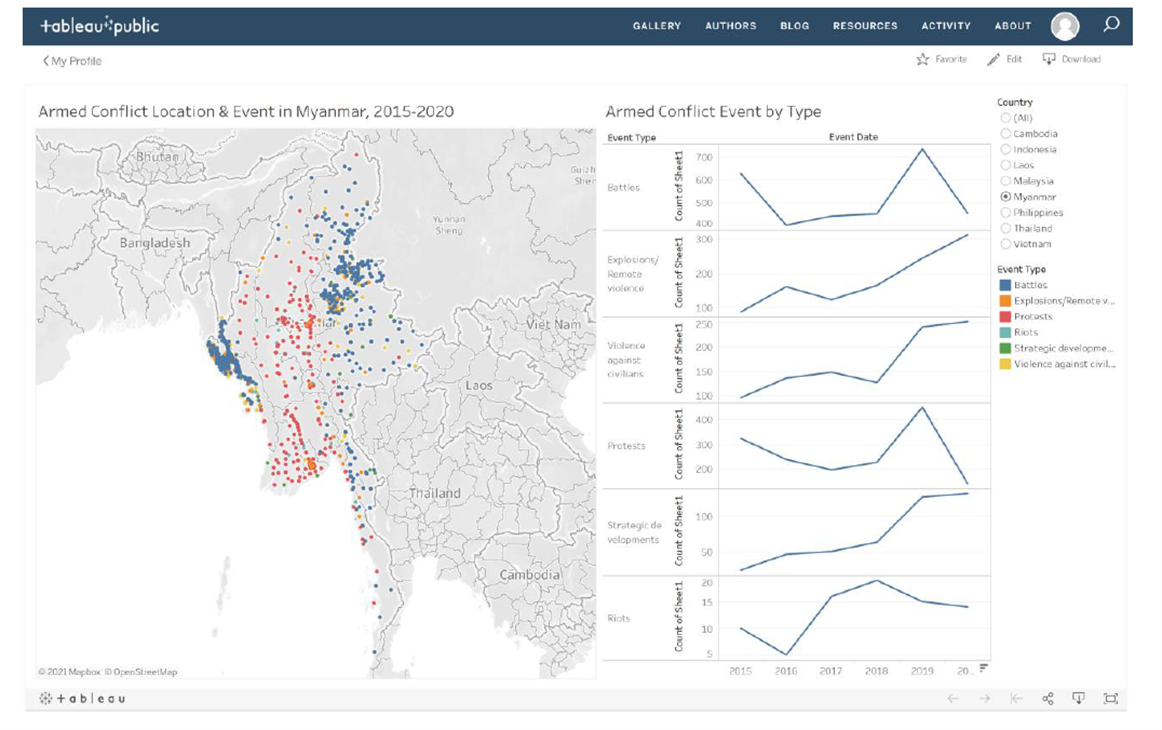 +ableau public
GALLERY AUTHORS BLOG RESOURCES ACTIVITY ABOUT
My Profile
Favorite Edit Download
Armed Conflict Location & Event in Myanmar, 2015-2020
Bhutan
Bangladesh
Yunnan
Sheng
Viet Nam
Laos
Thailand
Cambodia
© 2021 Mapbox © OpenStreetMap
Armed Conflict Event by Type
Event Type Event Date
Battles
Count of Sheet1
700
600
500
400
Explosions/
Remote
violence
Count of Sheet1
300
200
100
Violence
against
civilians
Count of Sheet1
250
200
150
100
Protests
Count of Sheet1
400
300
200
Strategic de
velopments
Count of Sheet1
100
50
Riots
Count of Sheet1
20
15
10
5
2015 2016 2017 2018 2019 20..
Country
(All)
Cambodia
Indonesia
Laos
Malaysia
Myanmar
Philippines
Thailand
Vietnam
Event Type
Battles
Explosions/Remote v...
Protests
Riots
Strategic developme...
Violence against civil...
+ableau